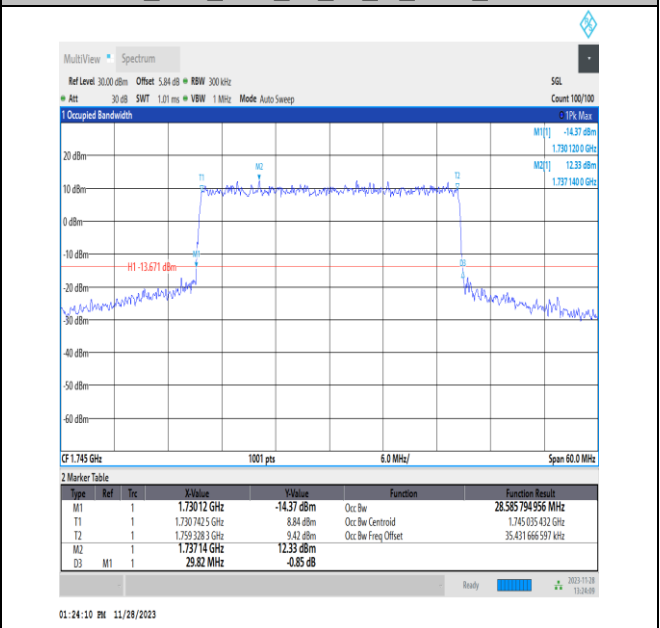 MultiView Spectrum
Ref Level 30.00 dBm Offset 5.84 dB RBW 300 kHz SGL
Att 30 dB SWT 1.01 ms VBW 1 MHz Mode Auto Sweep Count 100/100
1 Occupied Bandwidth 1Pk Max
M1[1] -14.37 dBm
1.730 120 0 GHz
M2[1] 12.33 dBm
1.737 140 0 GHz
20 dBm
M2
T1
T2
10 dBm
0 dBm
-10 dBm
M1
D3
H1 -13.671 dBm
-20 dBm
-30 dBm
-40 dBm
-50 dBm
-60 dBm
CF 1.745 GHz 1001 pts 6.0 MHz/ Span 60.0 MHz
2 Marker Table
Type Ref Trc X-Value Y-Value Function Function Result
M1 1 1.73012 GHz -14.37 dBm Occ Bw 28.585 794 956 MHz
T1 1 1.730 742 5 GHz 8.84 dBm Occ Bw Centroid 1.745 035 432 GHz
T2 1 1.759 328 3 GHz 9.42 dBm Occ Bw Freq Offset 35.431 666 597 kHz
M2 1 1.73714 GHz 12.33 dBm
D3 M1 1 29.82 MHz -0.85 dB
Ready 2023-11-28
13:24:09
01:24:10 PM 11/28/2023